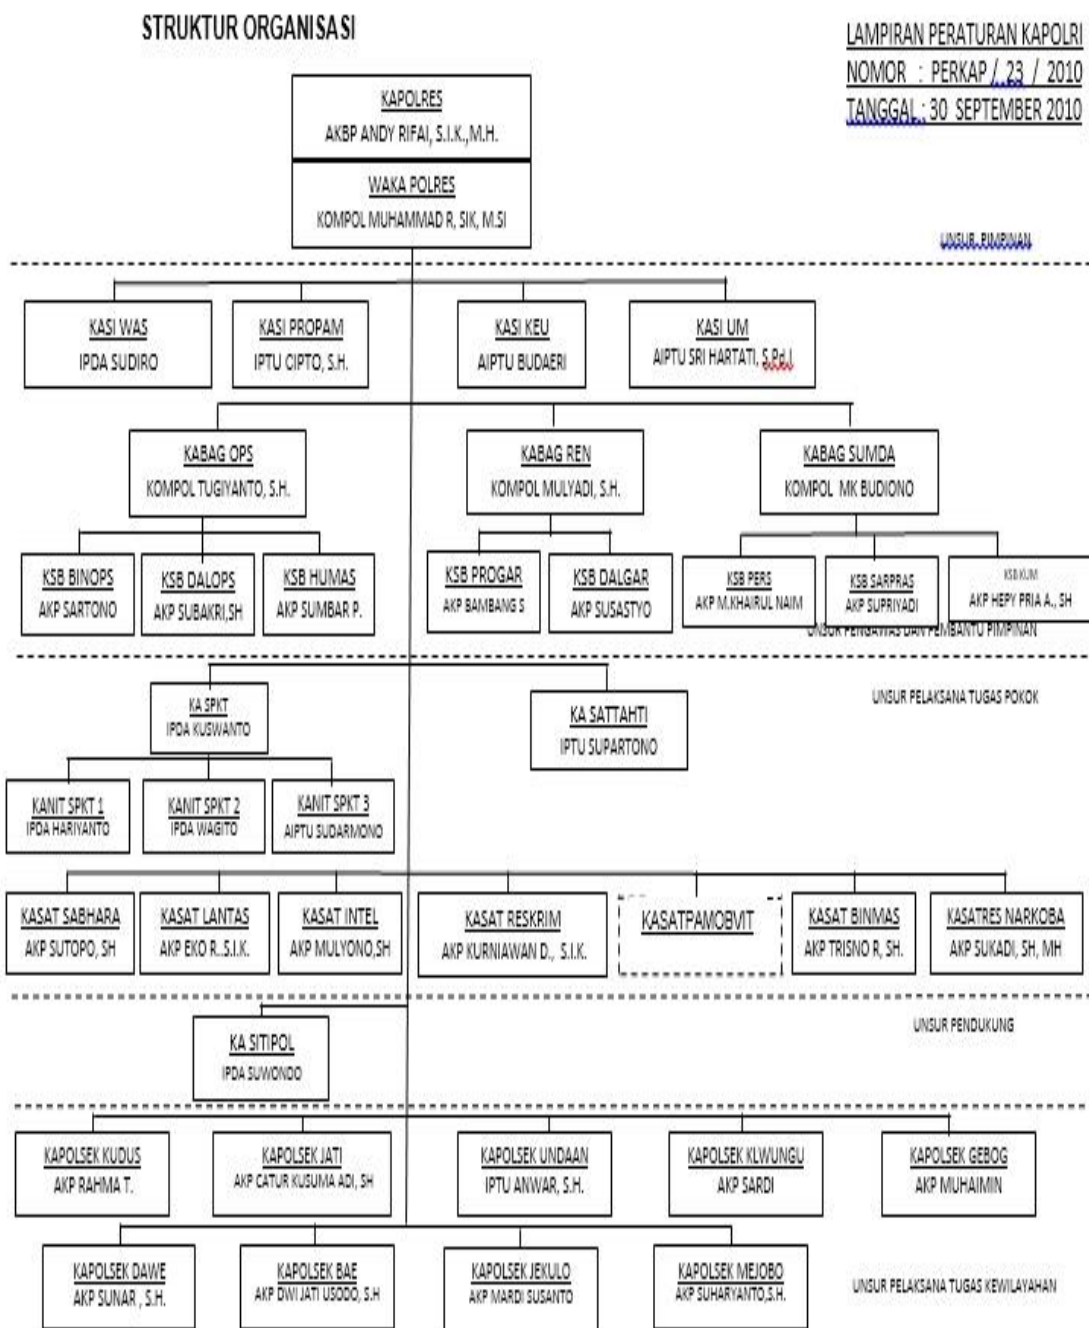 STRUKTUR ORGANISASI
LAMPIRAN PERATURAN KAPOLRI
NOMOR : PERKAP / 23 / 2010
TANGGAL : 30 SEPTEMBER 2010
KAPOLRES
AKBP ANDY RIFAI, S.I.K.,M.H.
WAKA POLRES
KOMPOL MUHAMMAD R, SIK, M.SI
UNSUR PIMPINAN
KASI WAS
IPDA SUDIRO
KASI PROPAM
IPTU CIPTO, S.H.
KASI KEU
AIPTU BUDAERI
KASI UM
AIPTU SRI HARTATI, S.Pd.I
KABAG OPS
KOMPOL TUGIYANTO, S.H.
KABAG REN
KOMPOL MULYADI, S.H.
KABAG SUMDA
KOMPOL MK BUDIONO
KSB BINOPS
AKP SARTONO
KSB DALOPS
AKP SUBAKRI,SH
KSB HUMAS
AKP SUMBAR P.
KSB PROGAR
AKP BAMBANG S
KSB DALGAR
AKP SUSASTYO
KSB PERS
AKP M.KHAIRUL NAIM
KSB SARPRAS
AKP SUPRIYADI
KSB KUM
AKP HEPY PRIA A., SH
UNSUR PENGAWAS DAN PEMBANTU PIMPINAN
UNSUR PELAKSANA TUGAS POKOK
KA SPKT
IPDA KUSWANTO
KA SATTAHTI
IPTU SUPARTONO
KANIT SPKT 1
IPDA HARIYANTO
KANIT SPKT 2
IPDA WAGITO
KANIT SPKT 3
AIPTU SUDARMONO
KASAT SABHARA
AKP SUTOPO, SH
KASAT LANTAS
AKP EKO R..S.I.K.
KASAT INTEL
AKP MULYONO,SH
KASAT RESKRIM
AKP KURNIAWAN D., S.I.K.
KASATPAMOBVIT
KASAT BINMAS
AKP TRISNO R, SH.
KASATRES NARKOBA
AKP SUKADI, SH, MH
UNSUR PENDUKUNG
KA SITIPOL
IPDA SUWONDO
KAPOLSEK KUDUS
AKP RAHMA T.
KAPOLSEK JATI
AKP CATUR KUSUMA ADI, SH
KAPOLSEK UNDAAN
IPTU ANWAR, S.H.
KAPOLSEK KLWUNGU
AKP SARDI
KAPOLSEK GEBOG
AKP MUHAIMIN
KAPOLSEK DAWE
AKP SUNAR , S.H.
KAPOLSEK BAE
AKP DWI JATI USODO, S.H
KAPOLSEK JEKULO
AKP MARDI SUSANTO
KAPOLSEK MEJOBO
AKP SUHARYANTO,S.H.
UNSUR PELAKSANA TUGAS KEWILAYAHAN